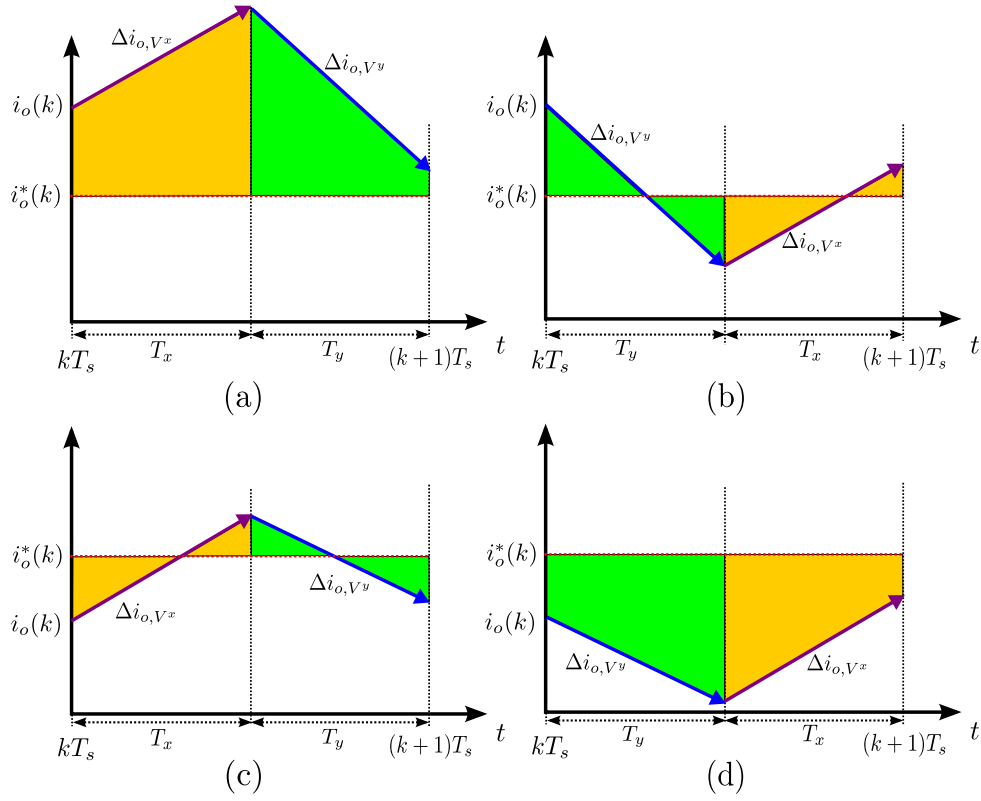 Δi_{o,V^x}
Δi_{o,V^y}
i_o(k)
i_o^*(k)
T_x
T_y
t
kT_s
(k+1)T_s
(a)
i_o(k)
Δi_{o,V^y}
i_o^*(k)
Δi_{o,V^x}
T_y
T_x
t
kT_s
(k+1)T_s
(b)
i_o^*(k)
i_o(k)
Δi_{o,V^x}
Δi_{o,V^y}
T_x
T_y
t
kT_s
(k+1)T_s
(c)
i_o^*(k)
i_o(k)
Δi_{o,V^y}
Δi_{o,V^x}
T_y
T_x
t
kT_s
(k+1)T_s
(d)